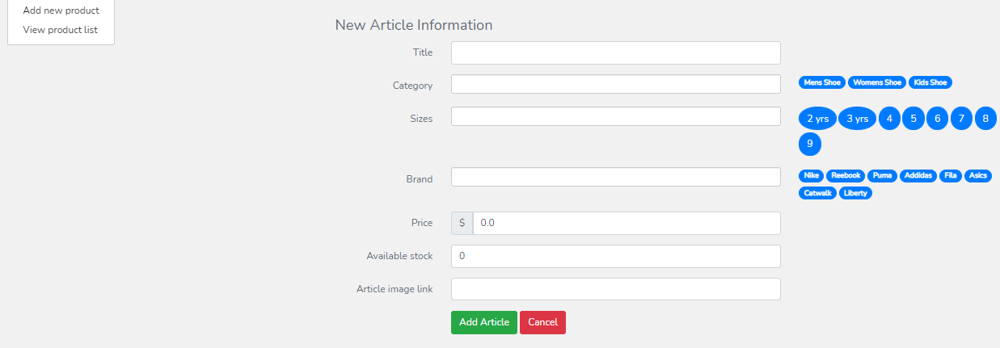 Add new product
View product list
New Article Information
Title
Category
Mens Shoe Womens Shoe Kids Shoe
Sizes
2 yrs 3 yrs 4 5 6 7 8
9
Brand
Nike Reebook Puma Addidas Fila Asics
Catwalk Liberty
Price
$ 0.0
Available stock
0
Article image link
Add Article Cancel